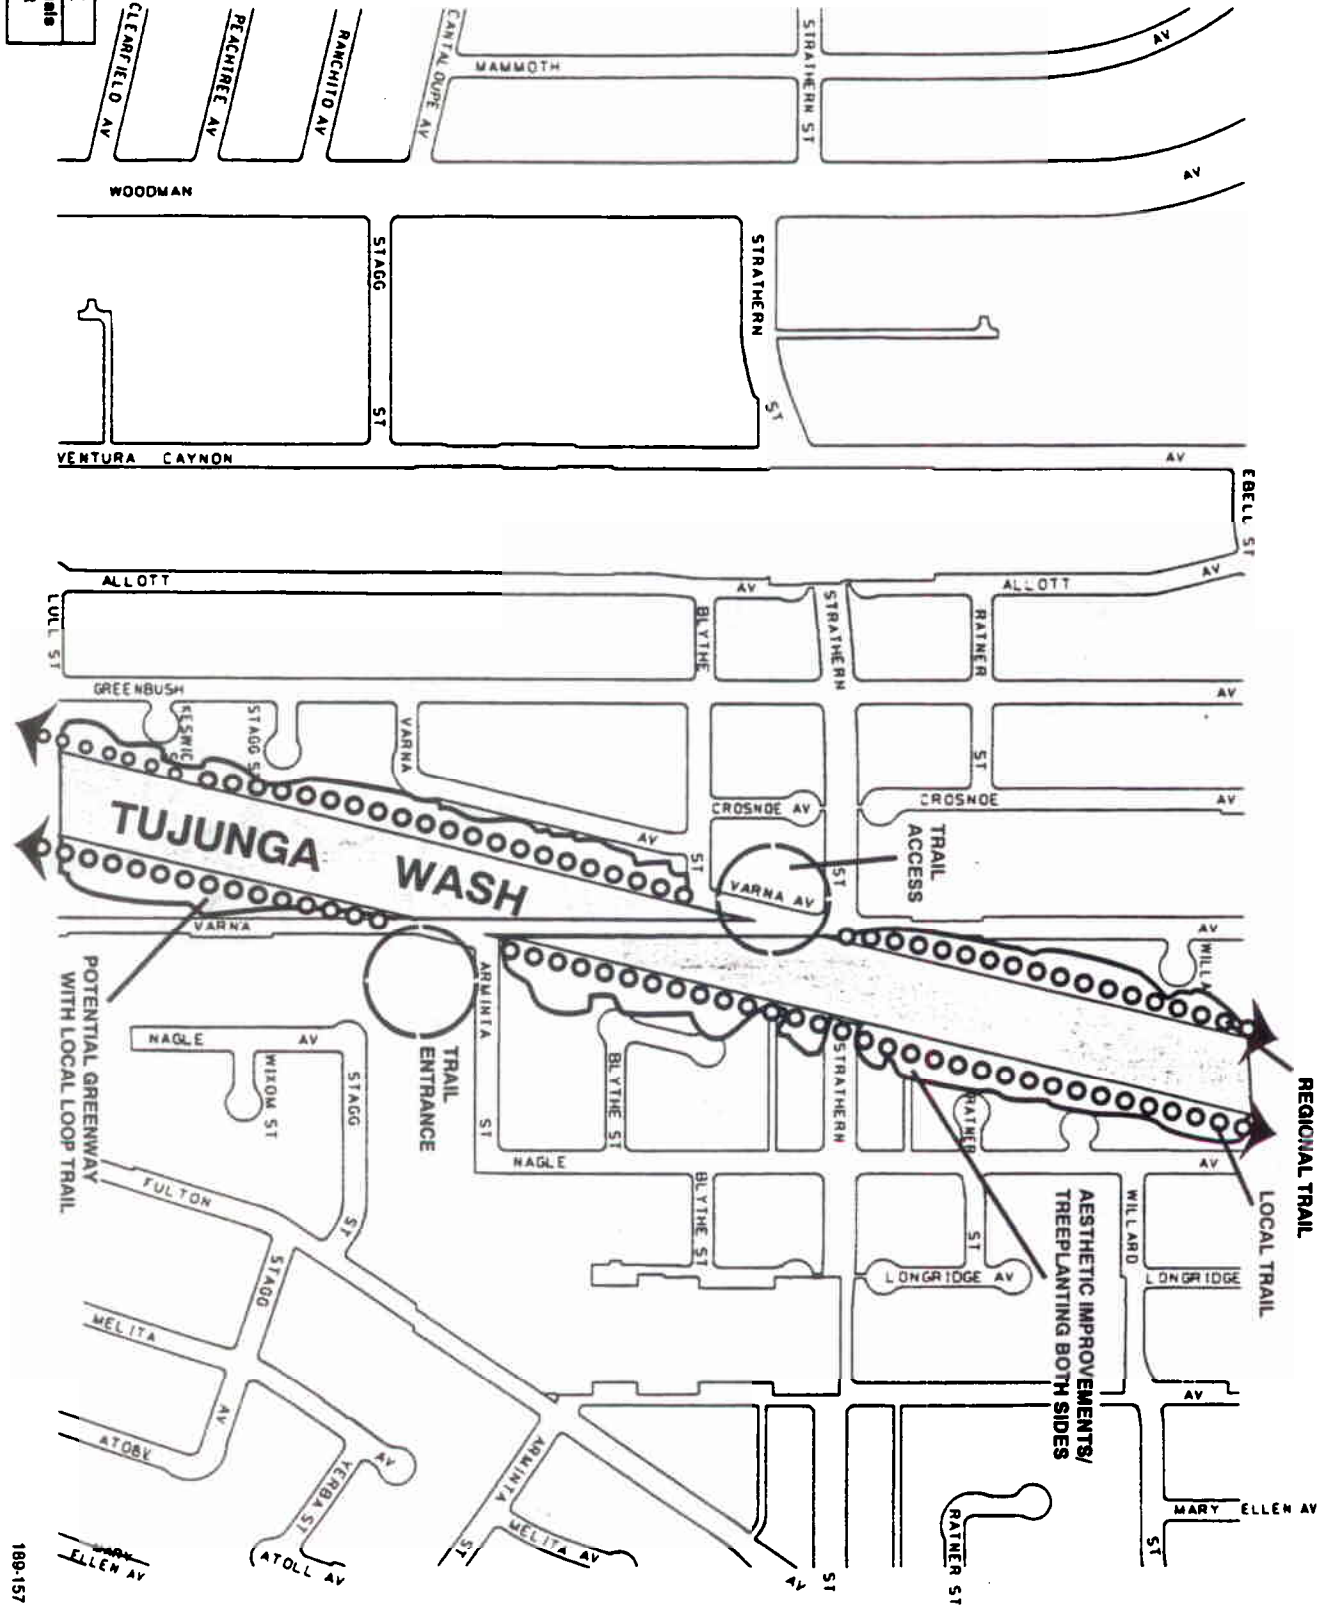 als
CLEARFIELD AV
PEACHTREE AV
RANCHITO AV
CANTALOUPE AV
MAMMOTH
AV
STRATHERN ST
WOODMAN
AV
STAGG
ST
STRATHERN
ST
VENTURA CAYNON
AV
EBELL ST
ALLOTT
AV
ALLOTT
AV
LULL ST
BLYTHE
STRATHERN
RATNER
GREENBUSH
AV
KESWIC
STAGG S
VARNA
AV
ST
CROSNOE AV
ST
CROSNOE
AV
TRAIL
ACCESS
VARNA AV
ST
TUJUNGA WASH
VARNA
AV
WILLA
ARMINTA
ST
TRAIL
ENTRANCE
POTENTIAL GREENWAY
WITH LOCAL LOOP TRAIL
NAGLE
AV
WIXOM ST
STAGG
ST
BLYTHE ST
STRATHERN
RATNER
ST
REGIONAL TRAIL
LOCAL TRAIL
NAGLE
AV
BLYTHE ST
WILLARD
AESTHETIC IMPROVEMENTS/
TREEPLANTING BOTH SIDES
LONGRIDGE AV
LONGRIDGE
FULTON
STAGG
MELITA
AV
AV
ATOBE
YERBA ST
AV
ARMINTA
ST
MELITA AV
ATOLL AV
MARY
ELLEN AV
AV
ST
RATNER ST
MARY ELLEN AV
ST
189-157